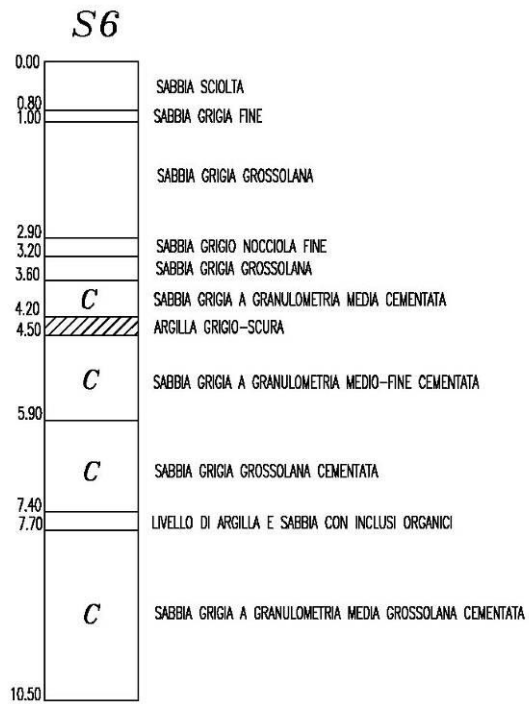 S6
0.00
SABBIA SCIOLTA
0.80
SABBIA GRIGIA FINE
1.00
SABBIA GRIGIA GROSSOLANA
2.90
SABBIA GRIGIO NOCCIOLA FINE
3.20
SABBIA GRIGIA GROSSOLANA
3.60
C SABBIA GRIGIA A GRANULOMETRIA MEDIA CEMENTATA
4.20
ARGILLA GRIGIO-SCURA
4.50
C SABBIA GRIGIA A GRANULOMETRIA MEDIO-FINE CEMENTATA
5.90
C SABBIA GRIGIA GROSSOLANA CEMENTATA
7.40
LIVELLO DI ARGILLA E SABBIA CON INCLUSI ORGANICI
7.70
C SABBIA GRIGIA A GRANULOMETRIA MEDIA GROSSOLANA CEMENTATA
10.50